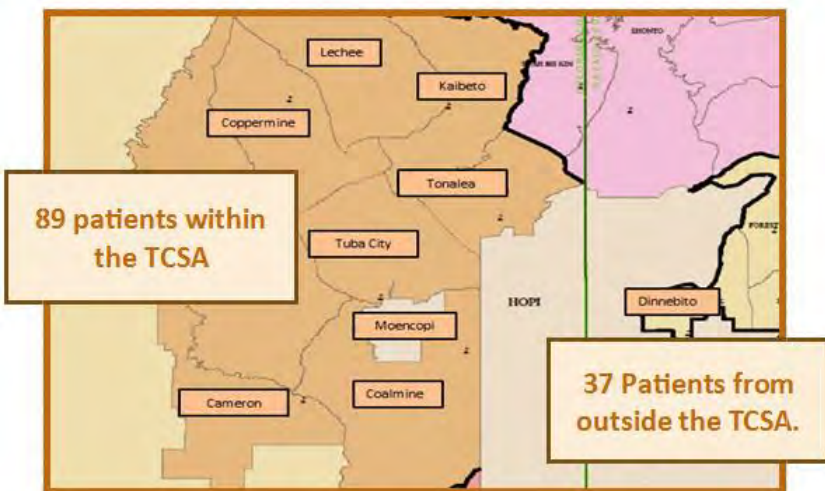 SHONTO
Lechee
Kaibeto
Coppermine
Tonalea
89 patients within
the TCSA
Tuba City
HOPI
Dinnebito
Moencopi
37 Patients from
outside the TCSA.
Coalmine
Cameron